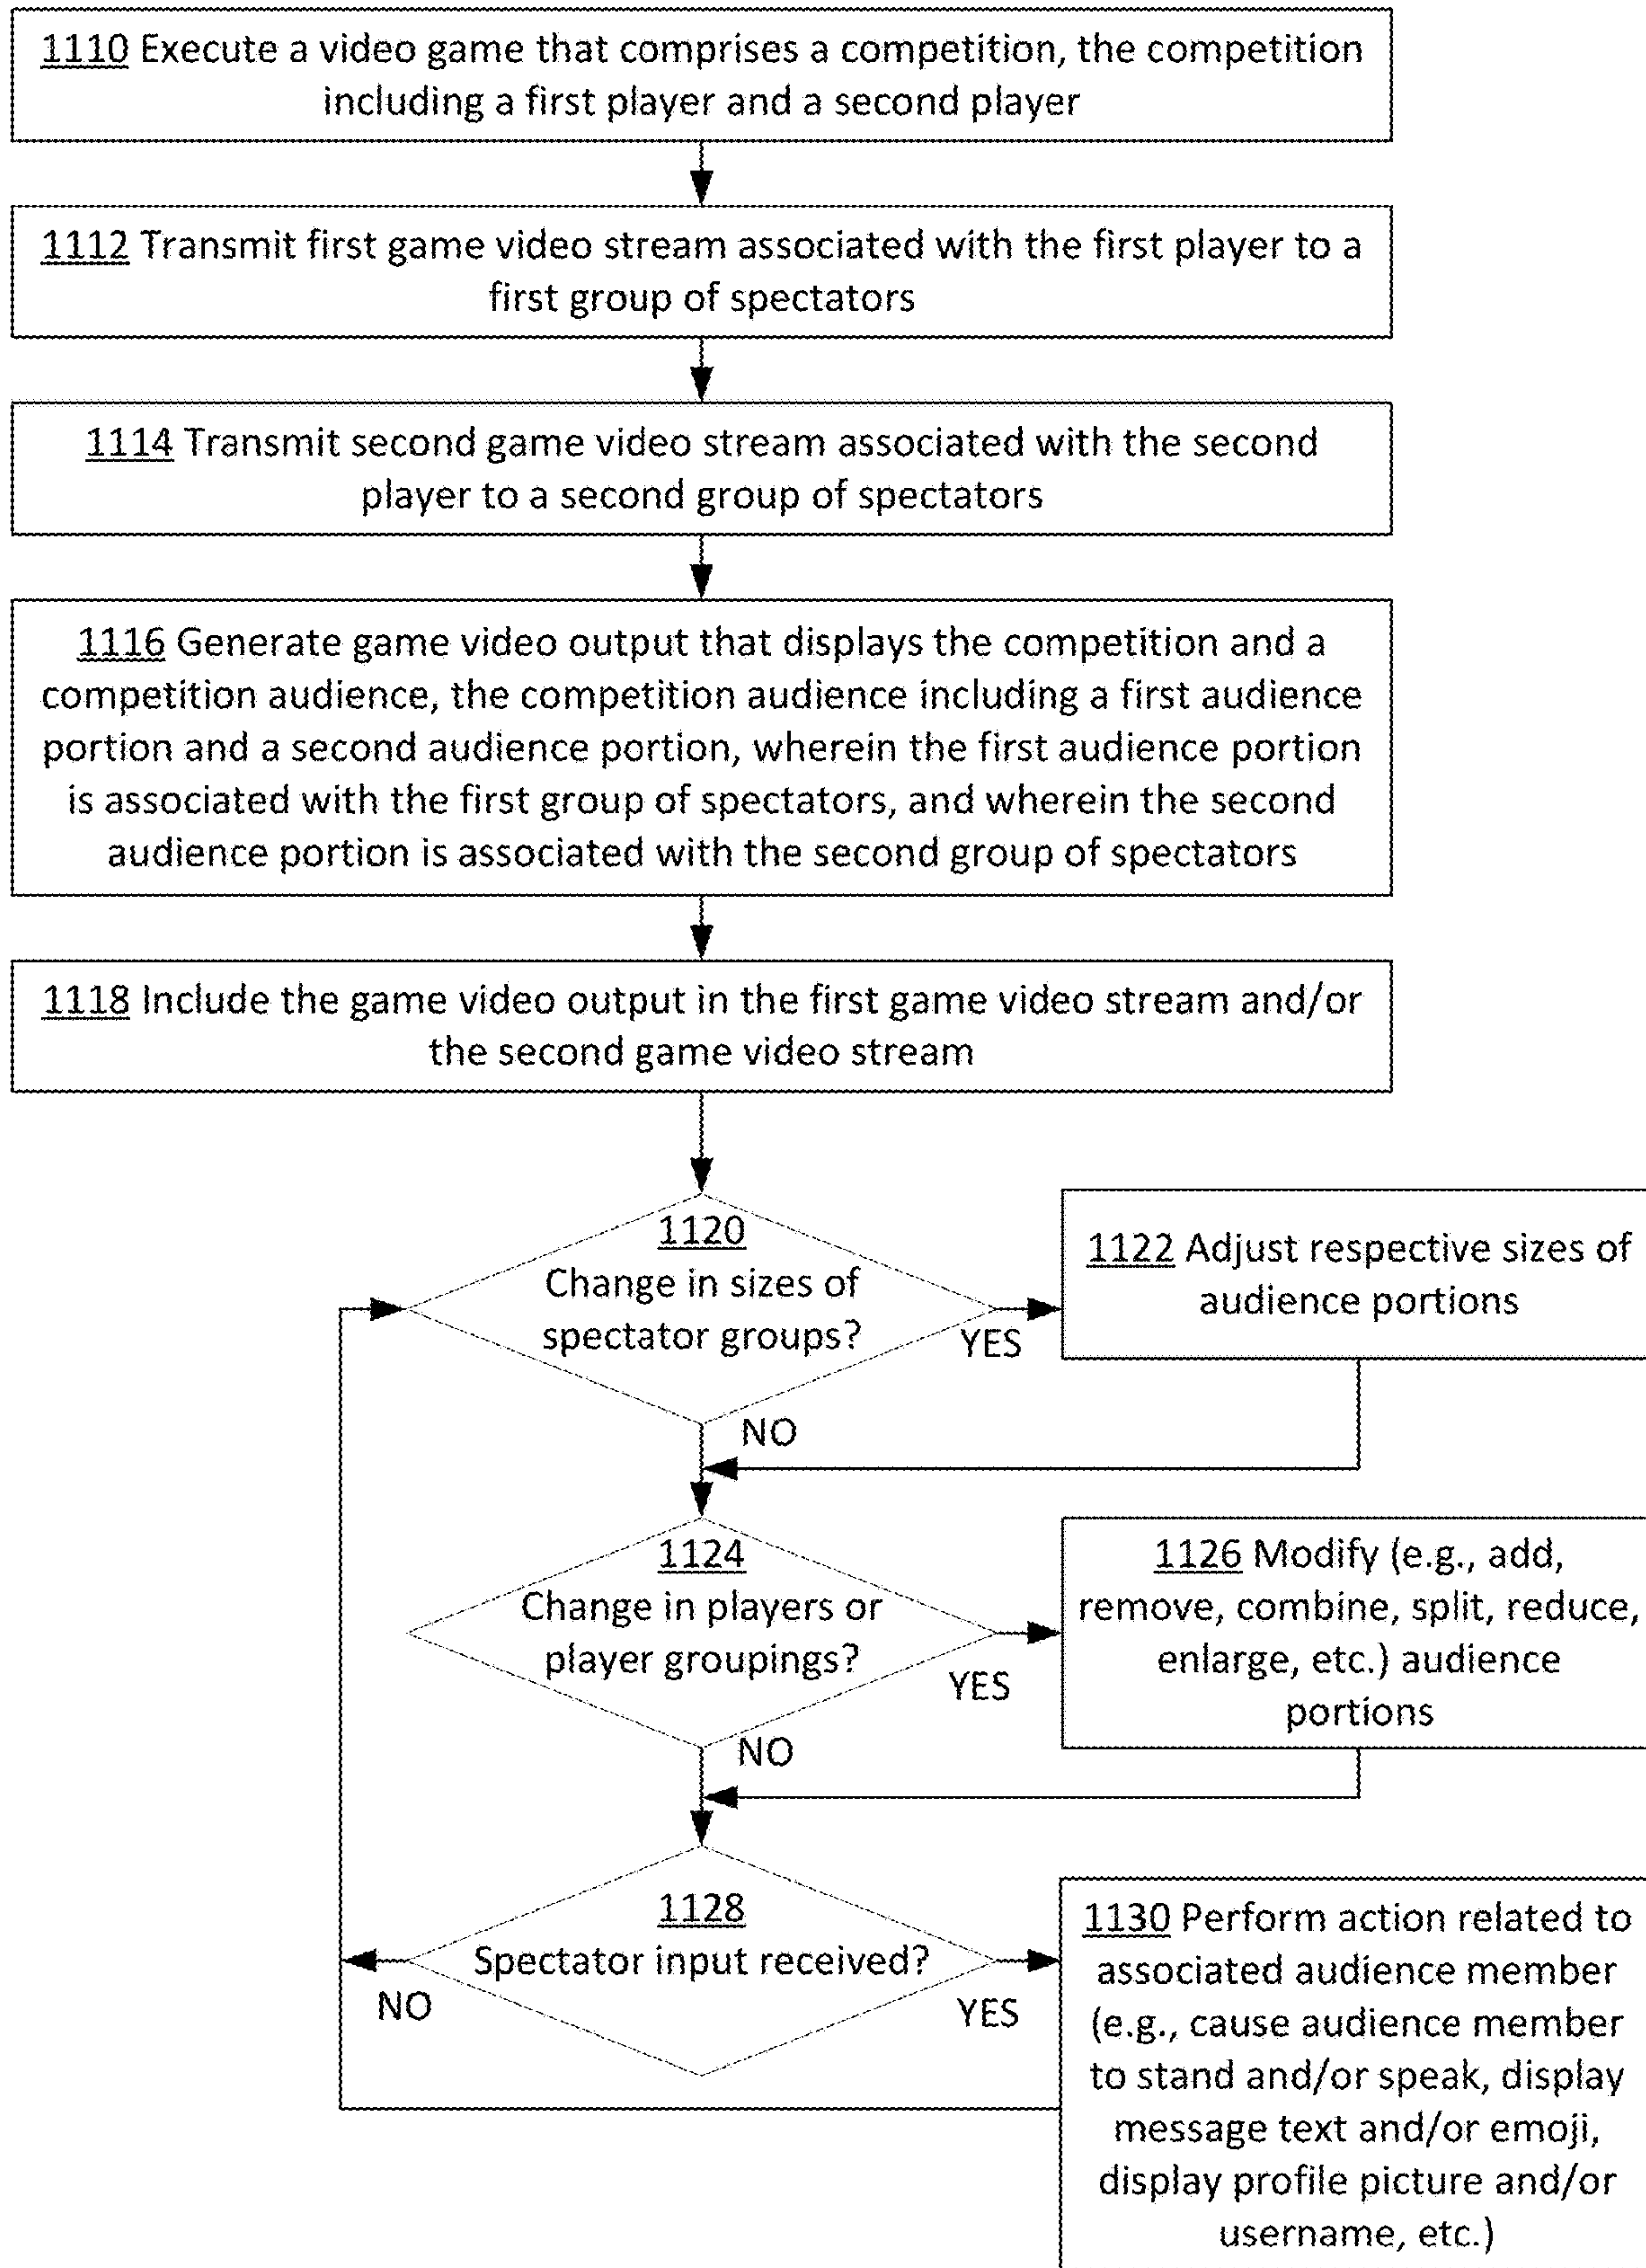 1110 Execute a video game that comprises a competition, the competition
including a first player and a second player
1112 Transmit first game video stream associated with the first player to a
first group of spectators
1114 Transmit second game video stream associated with the second
player to a second group of spectators
1116 Generate game video output that displays the competition and a
competition audience, the competition audience including a first audience
portion and a second audience portion, wherein the first audience portion
is associated with the first group of spectators, and wherein the second
audience portion is associated with the second group of spectators
1118 Include the game video output in the first game video stream and/or
the second game video stream
1120
Change in sizes of
spectator groups?
YES
NO
1122 Adjust respective sizes of
audience portions
1124
Change in players or
player groupings?
YES
NO
1126 Modify (e.g., add,
remove, combine, split, reduce,
enlarge, etc.) audience
portions
1128
Spectator input received?
NO
YES
1130 Perform action related to
associated audience member
(e.g., cause audience member
to stand and/or speak, display
message text and/or emoji,
display profile picture and/or
username, etc.)